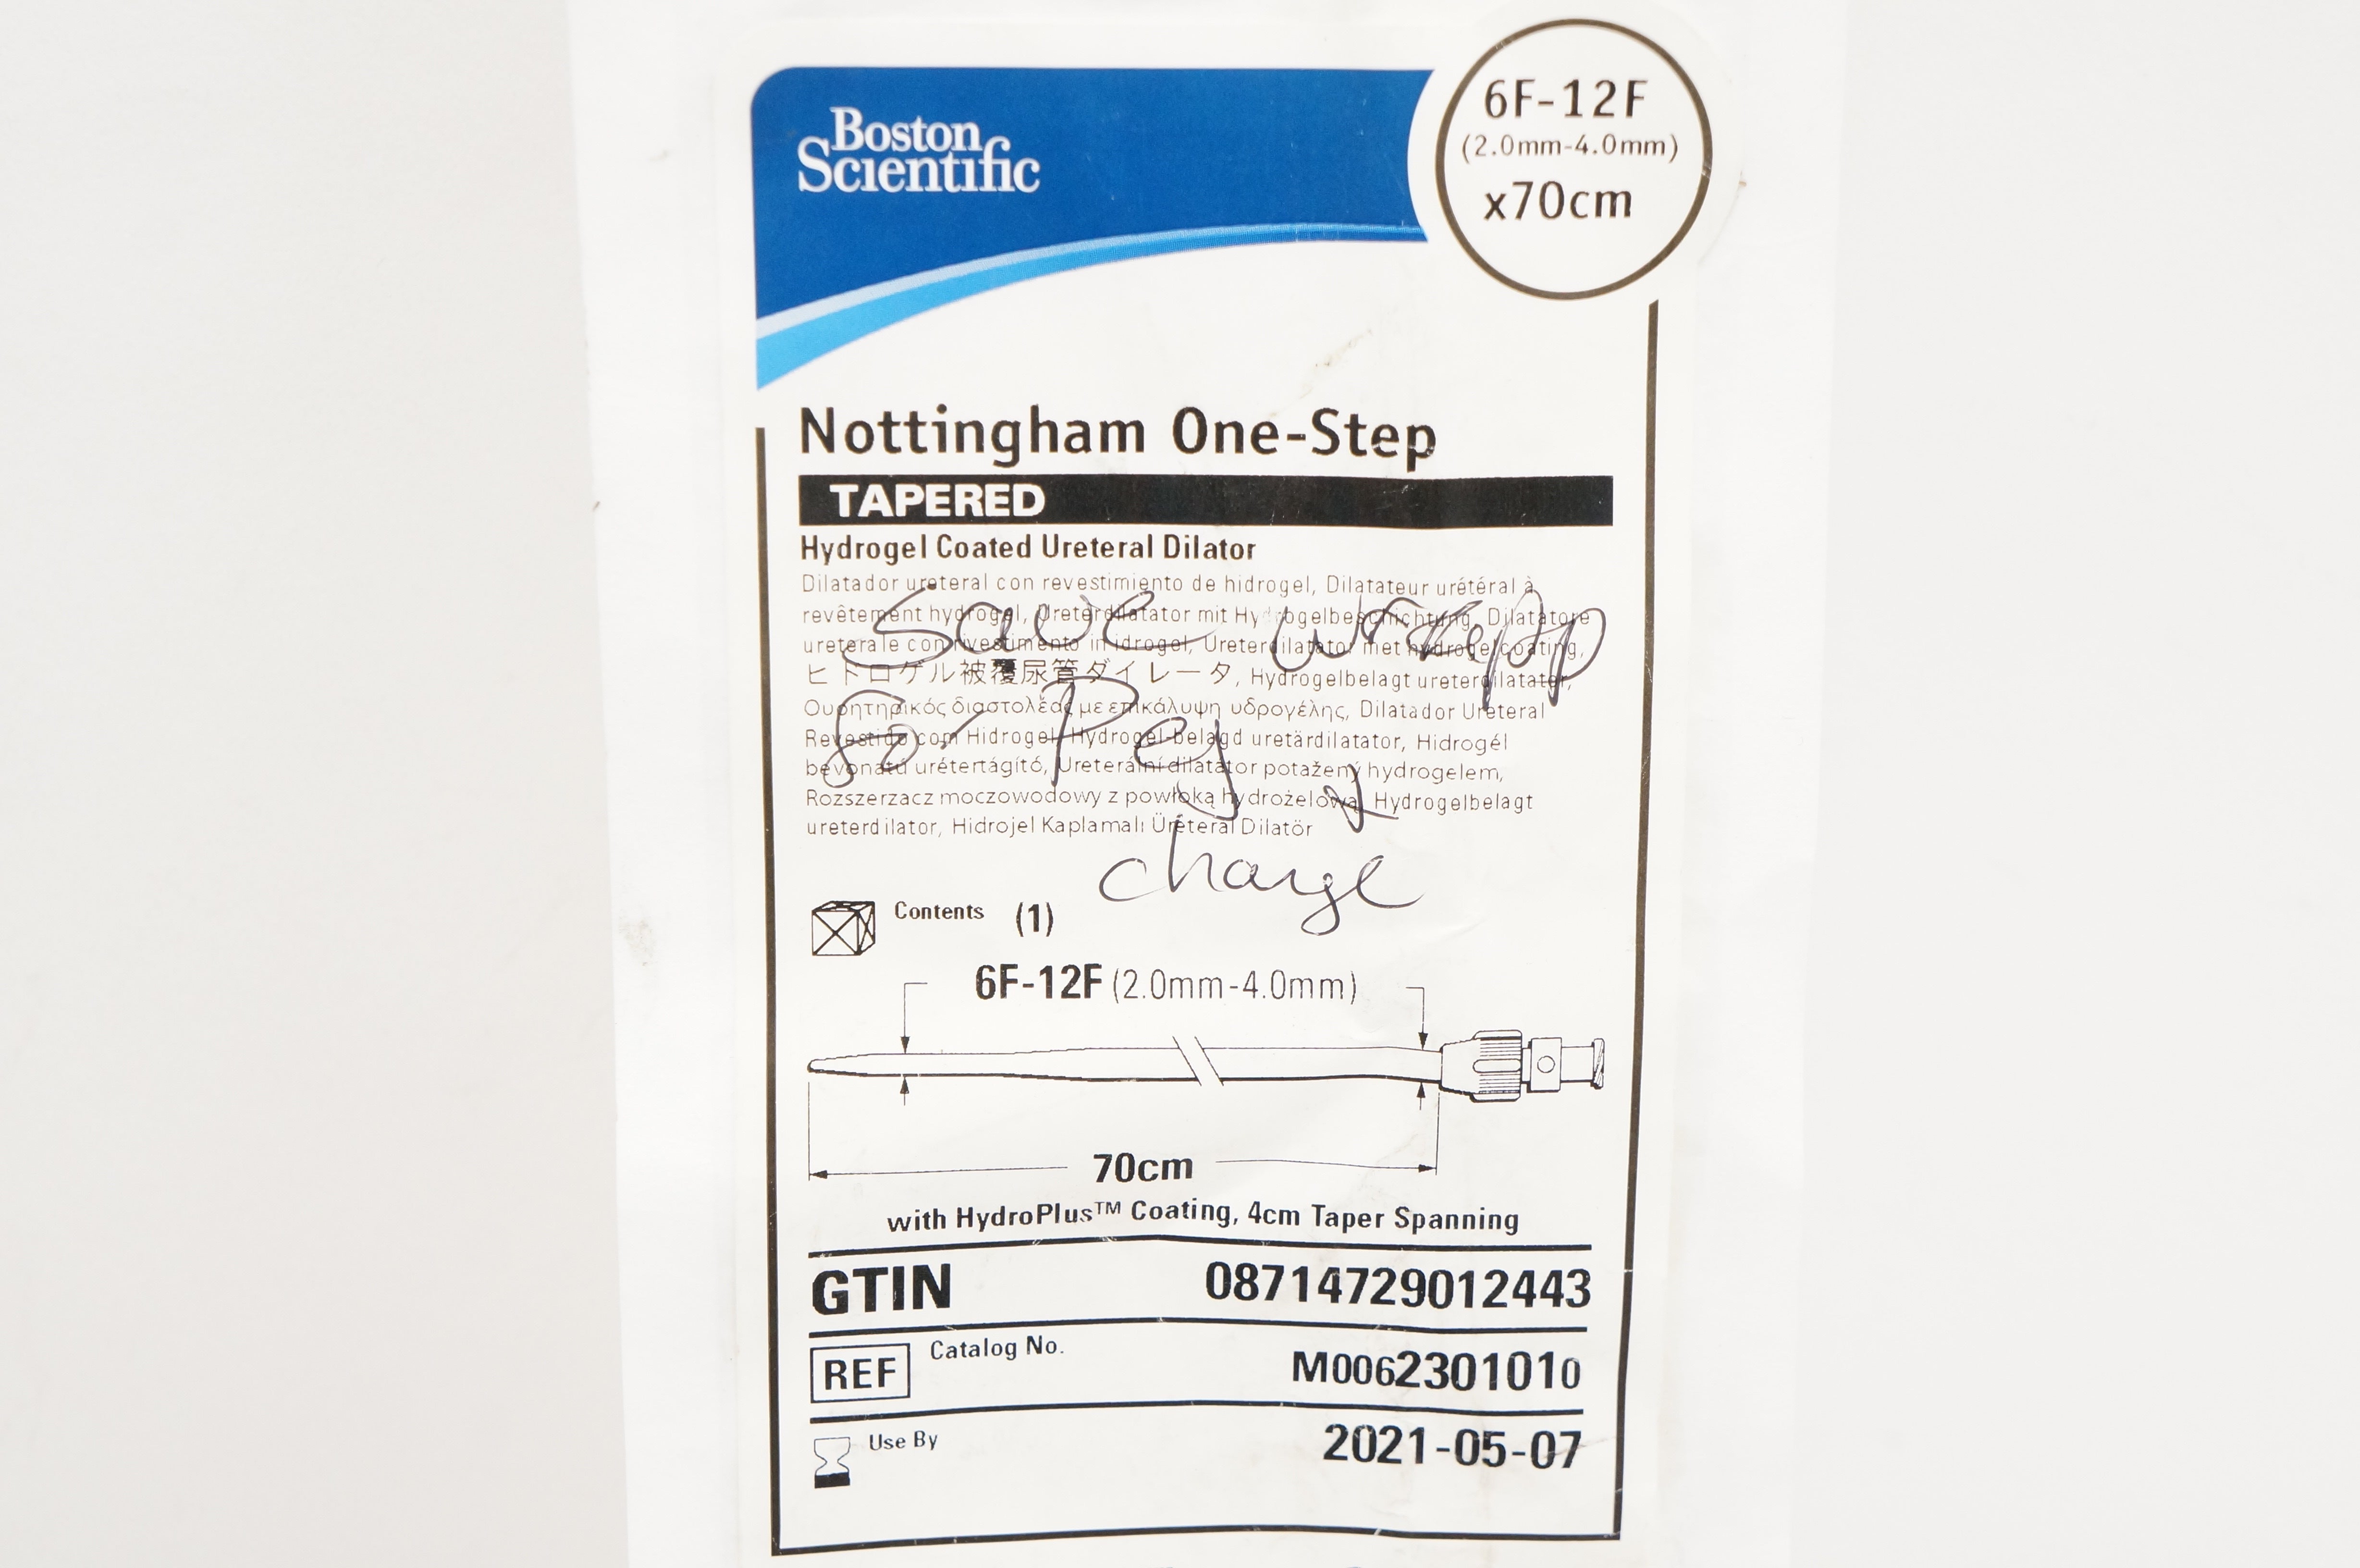 Boston
Scientific
6F-12F
(2.0mm-4.0mm)
x70cm
Nottingham One-Step
TAPERED
Hydrogel Coated Ureteral Dilator
Dilatador ureteral con revestimiento de hidrogel, Dilatateur urétéral à
revêtement hydrogel, Ureterdilatator mit Hydrogelbeschichtung, Dilatatore
ureterale con rivestimento in idrogel, Ureterdilatator met hydrogelcoating,
ヒドロゲル被覆尿管ダイレータ, Hydrogelbelagt ureterdilatator,
Ουρητηρικός διαστολέας με επικάλυψη υδρογέλης, Dilatador Ureteral
Revestido com Hidrogel, Hydrogel-belagd uretärdilatator, Hidrogél
bevonatú urétertágító, Ureterální dilatátor potažený hydrogelem,
Rozszerzacz moczowodowy z powłoką hydrożelową, Hydrogelbelagt
ureterdilator, Hidrojel Kaplamalı Üreteral Dilatör
Save wrapp
for Peg &
charge
Contents (1)
6F-12F (2.0mm-4.0mm)
70cm
with HydroPlus™ Coating, 4cm Taper Spanning
GTIN 08714729012443
REF Catalog No. M0062301010
Use By 2021-05-07